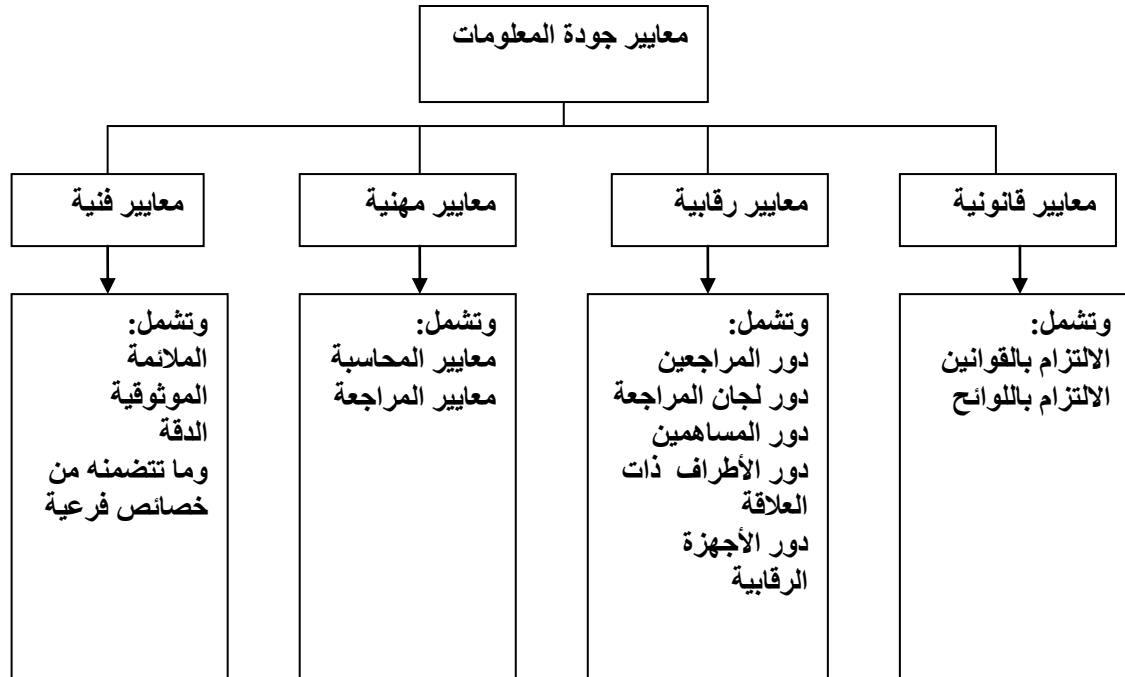 معايير جودة المعلومات
معايير قانونية
معايير رقابية
معايير مهنية
معايير فنية
وتشمل:
الالتزام بالقوانين
الالتزام باللوائح
وتشمل:
دور المراجعين
دور لجان المراجعة
دور المساهمين
دور الأطراف ذات
العلاقة
دور الأجهزة
الرقابية
وتشمل:
معايير المحاسبة
معايير المراجعة
وتشمل:
الملائمة
الموثوقية
الدقة
وما تتضمنه من
خصائص فرعية